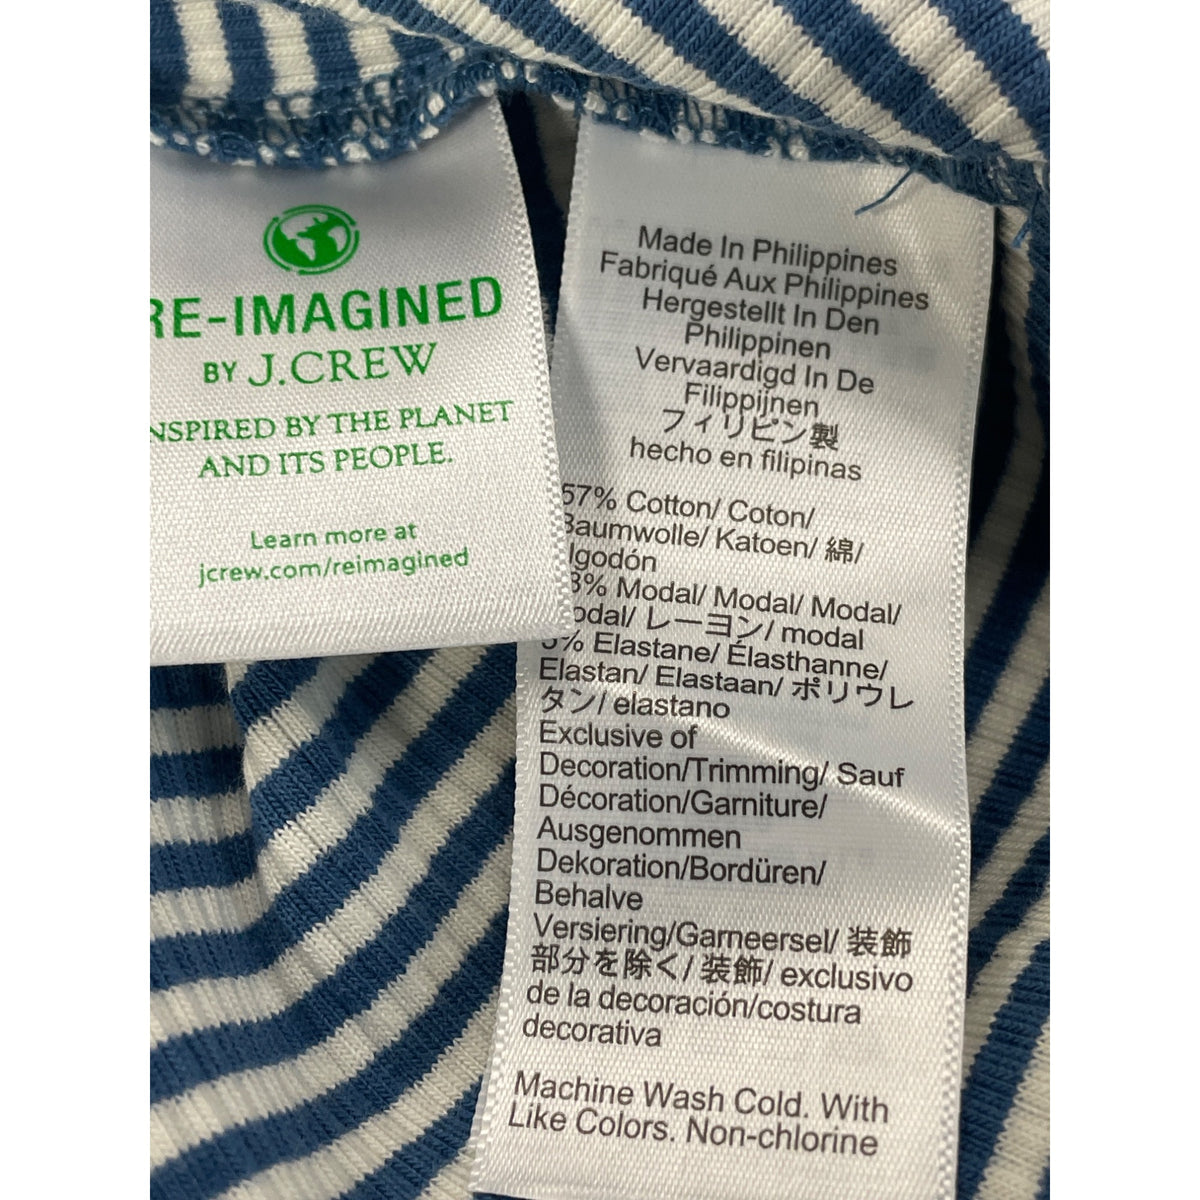 RE-IMAGINED
BY J.CREW
INSPIRED BY THE PLANET
AND ITS PEOPLE.
Learn more at
jcrew.com/reimagined
Made In Philippines
Fabriqué Aux Philippines
Hergestellt In Den
Philippinen
Vervaardigd In De
Filippijnen
フィリピン製
hecho en filipinas
57% Cotton/ Coton/
Baumwolle/ Katoen/ 綿/
lgodón
8% Modal/ Modal/ Modal/
odal/ レーヨン/ modal
5% Elastane/ Élasthanne/
Elastan/ Elastaan/ ポリウレ
タン/ elastano
Exclusive of
Decoration/Trimming/ Sauf
Décoration/Garniture/
Ausgenommen
Dekoration/Bordüren/
Behalve
Versiering/Garneersel/ 装飾
部分を除く/ 装飾/ exclusivo
de la decoración/costura
decorativa
Machine Wash Cold. With
Like Colors. Non-chlorine